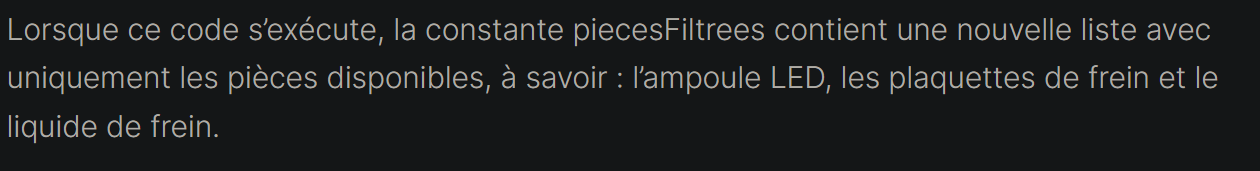 Lorsque ce code s’exécute, la constante piecesFiltrees contient une nouvelle liste avec
uniquement les pièces disponibles, à savoir : l’ampoule LED, les plaquettes de frein et le
liquide de frein.